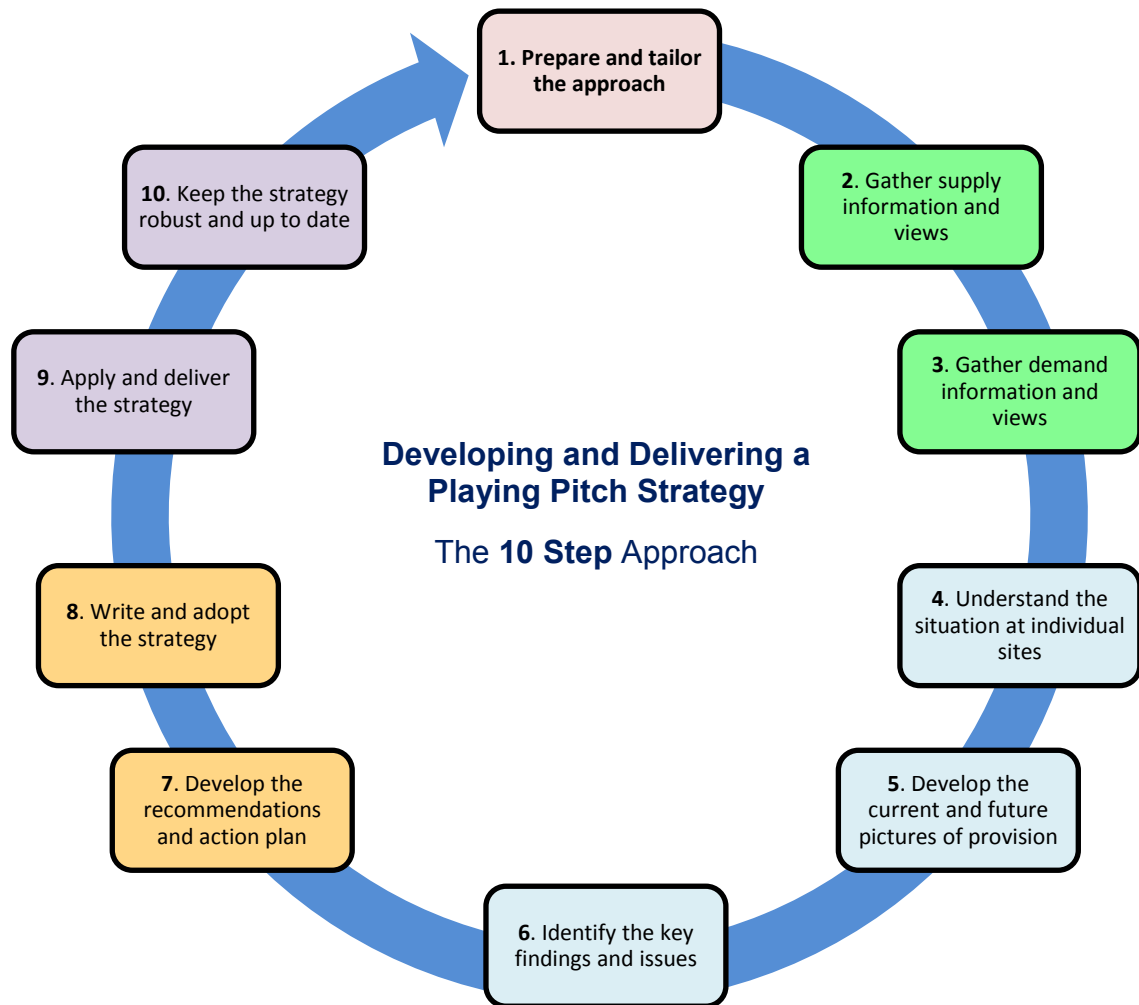 1. Prepare and tailor
the approach
2. Gather supply
information and
views
3. Gather demand
information and
views
4. Understand the
situation at individual
sites
5. Develop the
current and future
pictures of provision
6. Identify the key
findings and issues
7. Develop the
recommendations
and action plan
8. Write and adopt
the strategy
9. Apply and deliver
the strategy
10. Keep the strategy
robust and up to date
Developing and Delivering a
Playing Pitch Strategy
The 10 Step Approach